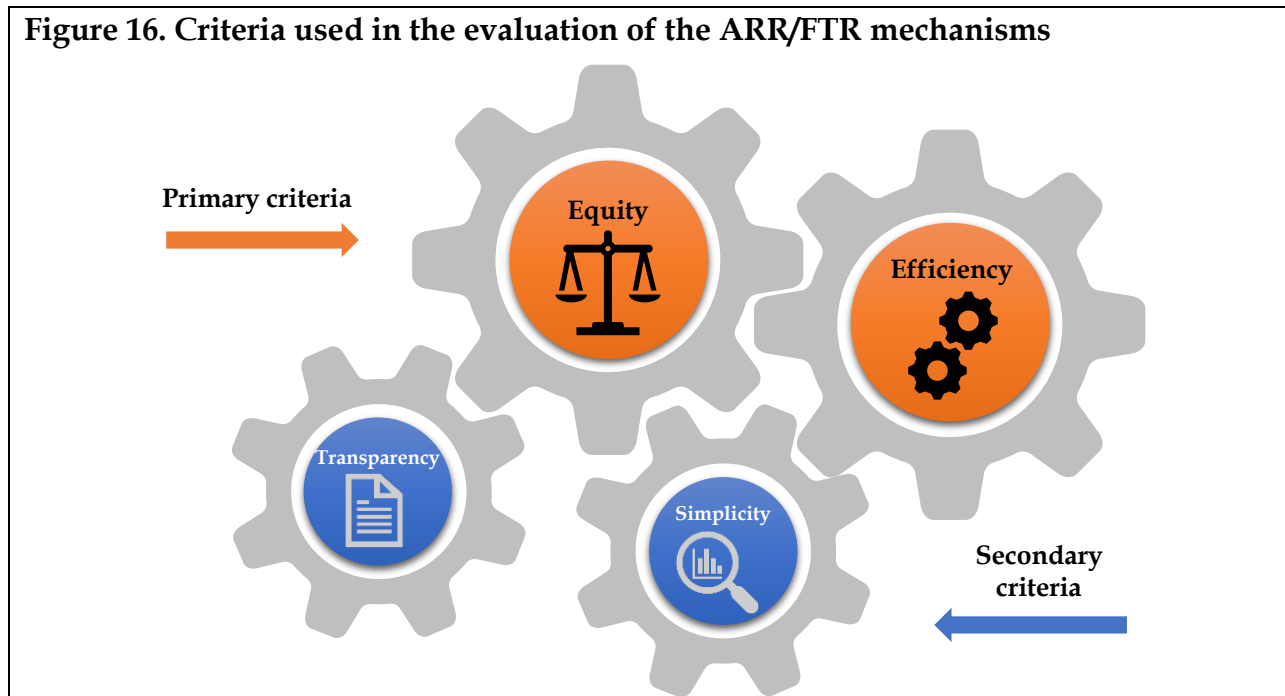 Figure 16. Criteria used in the evaluation of the ARR/FTR mechanisms
Primary criteria
Equity
Efficiency
Transparency
Simplicity
Secondary
criteria